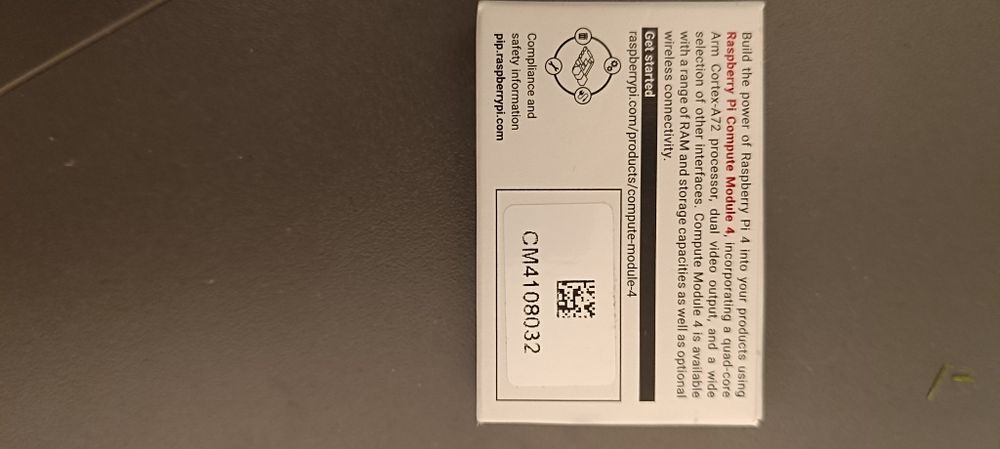 Build the power of Raspberry Pi 4 into your products using
Raspberry Pi Compute Module 4, incorporating a quad-core
Arm Cortex-A72 processor, dual video output, and a wide
selection of other interfaces. Compute Module 4 is available
with a range of RAM and storage capacities as well as optional
wireless connectivity.
Get started
raspberrypi.com/products/compute-module-4
Compliance and
safety information
pip.raspberrypi.com
CM4108032